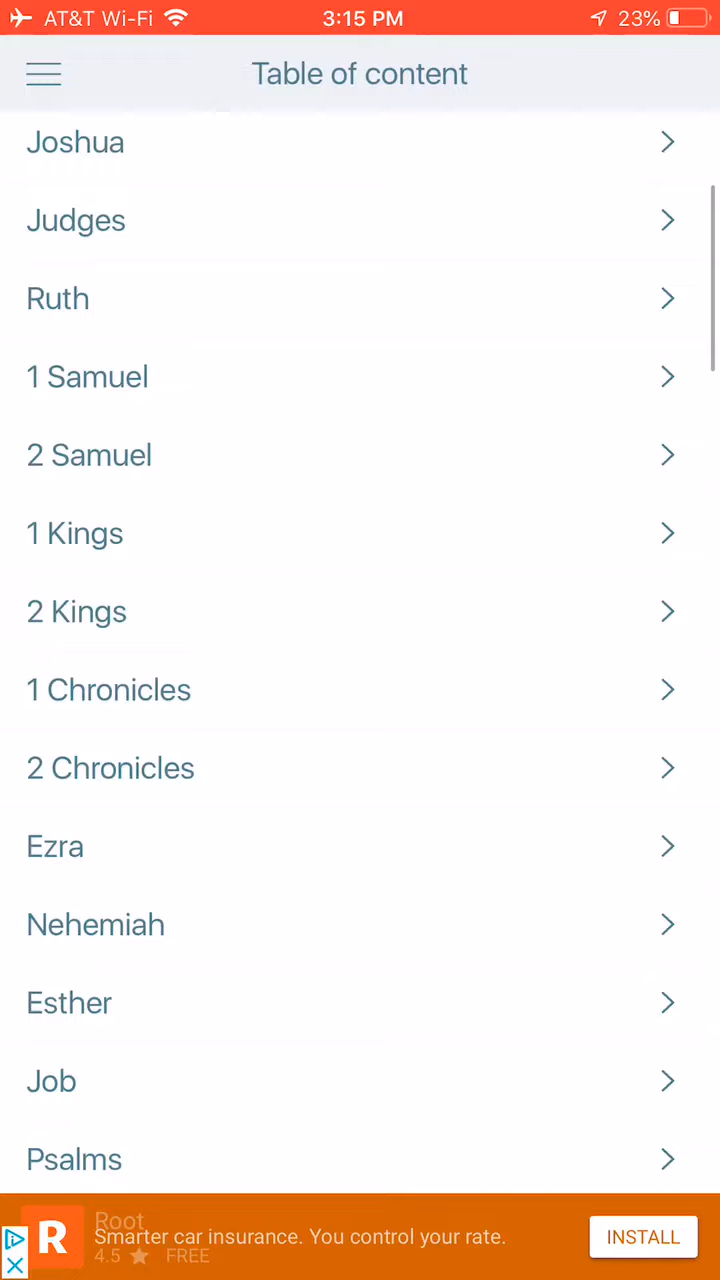 AT&T Wi-Fi 3:15 PM 23%
Table of content
Joshua
Judges
Ruth
1 Samuel
2 Samuel
1 Kings
2 Kings
1 Chronicles
2 Chronicles
Ezra
Nehemiah
Esther
Job
Psalms
R
Root
Smarter car insurance. You control your rate.
4.5 ★ FREE
INSTALL